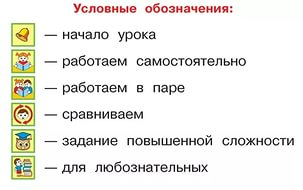 Условные обозначения:
— начало урока
— работаем самостоятельно
— работаем в паре
— сравниваем
— задание повышенной сложности
— для любознательных